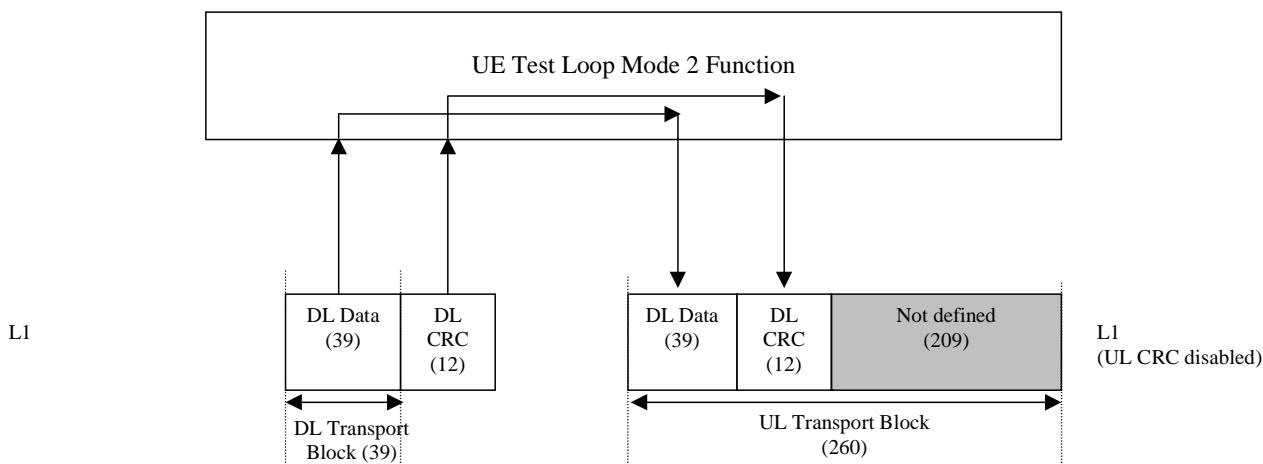 UE Test Loop Mode 2 Function
L1
DL Data
(39)
DL
CRC
(12)
DL Data
(39)
DL
CRC
(12)
Not defined
(209)
L1
(UL CRC disabled)
DL Transport
Block (39)
UL Transport Block
(260)